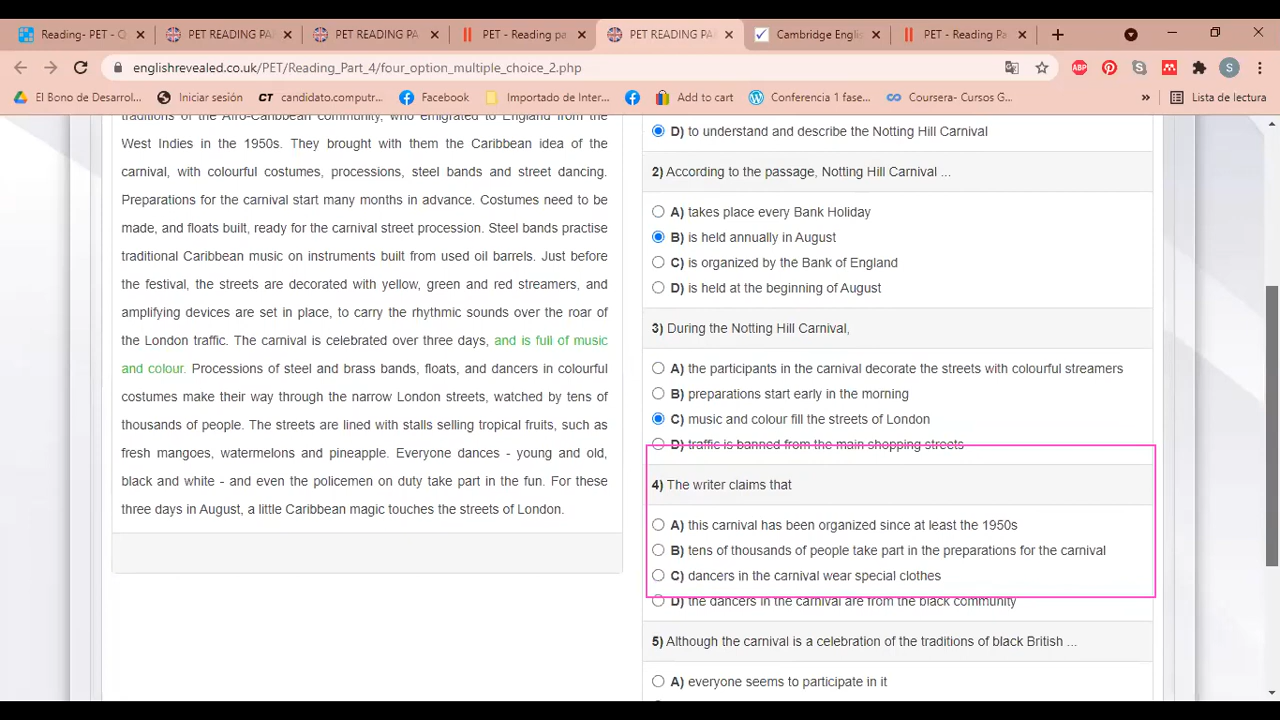 Reading- PET - Q
PET READING PA
PET READING PA
PET - Reading pa
PET READING PA
Cambridge Engli
PET - Reading Pa
englishrevealed.co.uk/PET/Reading_Part_4/four_option_multiple_choice_2.php
ABP
S
El Bono de Desarrol...
Iniciar sesión
CT candidato.computr...
Facebook
Importado de Inter...
Add to cart
Conferencia 1 fase...
Coursera- Cursos G...
»
Lista de lectura
traditions of the Afro-Caribbean community, who emigrated to England from the
West Indies in the 1950s. They brought with them the Caribbean idea of the
carnival, with colourful costumes, processions, steel bands and street dancing.
Preparations for the carnival start many months in advance. Costumes need to be
made, and floats built, ready for the carnival street procession. Steel bands practise
traditional Caribbean music on instruments built from used oil barrels. Just before
the festival, the streets are decorated with yellow, green and red streamers, and
amplifying devices are set in place, to carry the rhythmic sounds over the roar of
the London traffic. The carnival is celebrated over three days, and is full of music
and colour. Processions of steel and brass bands, floats, and dancers in colourful
costumes make their way through the narrow London streets, watched by tens of
thousands of people. The streets are lined with stalls selling tropical fruits, such as
fresh mangoes, watermelons and pineapple. Everyone dances - young and old,
black and white - and even the policemen on duty take part in the fun. For these
three days in August, a little Caribbean magic touches the streets of London.
D) to understand and describe the Notting Hill Carnival
2) According to the passage, Notting Hill Carnival ...
A) takes place every Bank Holiday
B) is held annually in August
C) is organized by the Bank of England
D) is held at the beginning of August
3) During the Notting Hill Carnival,
A) the participants in the carnival decorate the streets with colourful streamers
B) preparations start early in the morning
C) music and colour fill the streets of London
D) traffic is banned from the main shopping streets
4) The writer claims that
A) this carnival has been organized since at least the 1950s
B) tens of thousands of people take part in the preparations for the carnival
C) dancers in the carnival wear special clothes
D) the dancers in the carnival are from the black community
5) Although the carnival is a celebration of the traditions of black British ...
A) everyone seems to participate in it